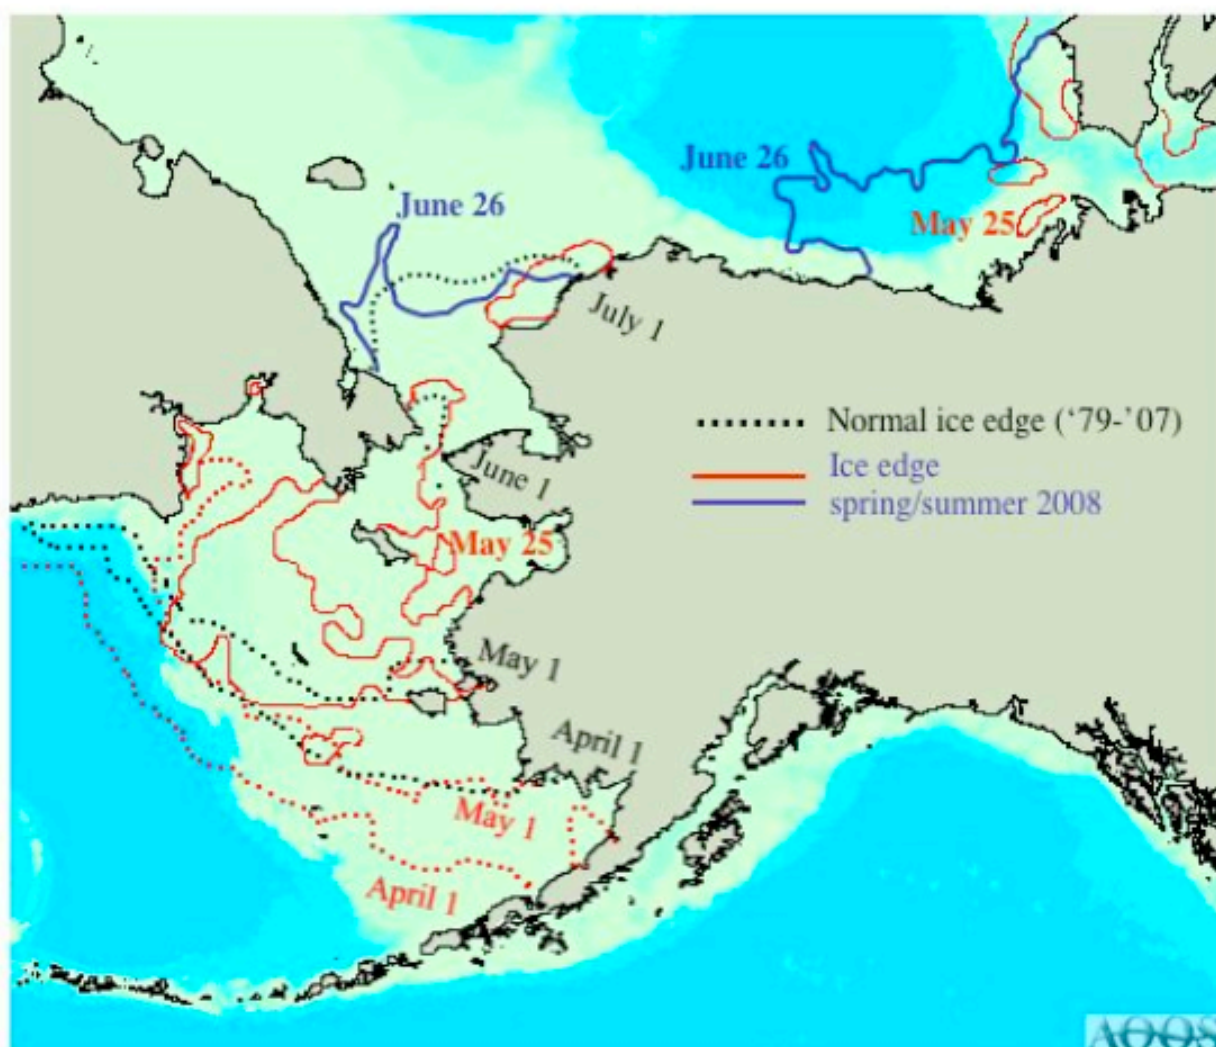 June 26
June 26
May 25
July 1
Normal ice edge (‘79-’07)
Ice edge
spring/summer 2008
June 1
May 25
May 1
April 1
May 1
April 1
AOOS